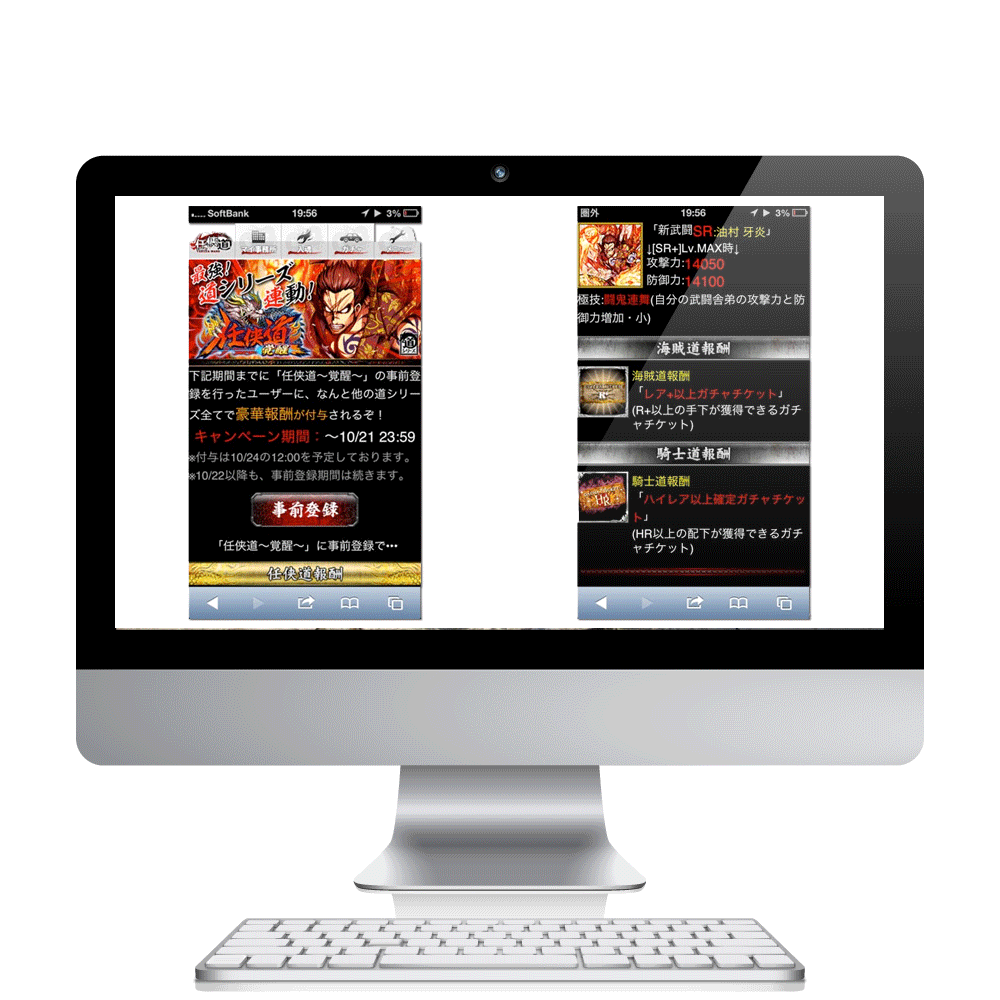 SoftBank 19:56 3%
任侠道
マイ事務所
最強!
道シリーズ
連動!
任侠道
覚醒
道
シリーズ
下記期間までに「任侠道〜覚醒〜」の事前登
録を行ったユーザーに、なんと他の道シリー
ズ全てで豪華報酬が付与されるぞ！
キャンペーン期間：〜10/21 23:59
※付与は10/24の12:00を予定しております。
※10/22以降も、事前登録期間は続きます。
事前登録
「任侠道〜覚醒〜」に事前登録で•••
任侠道報酬
圏外 19:56 3%
「新武闘SR:油村 牙炎」
↓[SR+]Lv.MAX時↓
攻撃力:14050
防御力:14100
極技:闘鬼連舞(自分の武闘舎弟の攻撃力と防
御力増加・小)
海賊道報酬
海賊道報酬
「レア+以上ガチャチケット」
(R+以上の手下が獲得できるガチ
ャチケット)
騎士道報酬
騎士道報酬
「ハイレア以上確定ガチャチケッ
ト」
(HR以上の配下が獲得できるガチ
ャチケット)